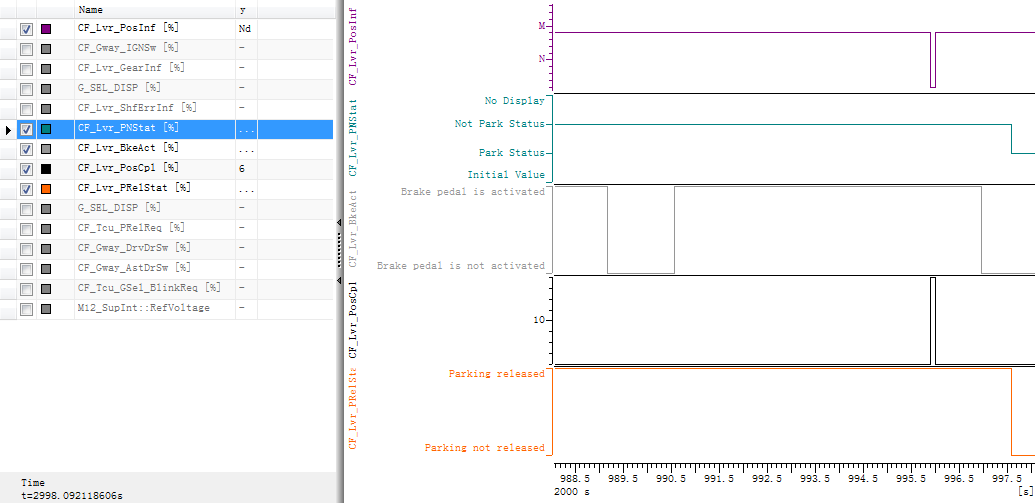 Name y
CF_Lvr_PosInf [%] Nd
CF_Gway_IGNSw [%] -
CF_Lvr_GearInf [%] -
G_SEL_DISP [%] -
CF_Lvr_ShfErrInf [%] -
CF_Lvr_PNStat [%] ...
CF_Lvr_BkeAct [%] ...
CF_Lvr_PosCpl [%] 6
CF_Lvr_PRelStat [%] ...
G_SEL_DISP [%] -
CF_Tcu_PRelReq [%] -
CF_Gway_DrvDrSw [%] -
CF_Gway_AstDrSw [%] -
CF_Tcu_GSel_BlinkReq [%] -
M12_SupInt::RefVoltage -
Time
t=2998.092118606s
CF_Lvr_PosInf
M
N
CF_Lvr_PNStat
No Display
Not Park Status
Park Status
Initial Value
CF_Lvr_BkeAct
Brake pedal is activated
Brake pedal is not activated
CF_Lvr_PosCpl
10
CF_Lvr_PRelSta
Parking released
Parking not released
988.5 989.5 990.5 991.5 992.5 993.5 994.5 995.5 996.5 997.5
2000 s [s]